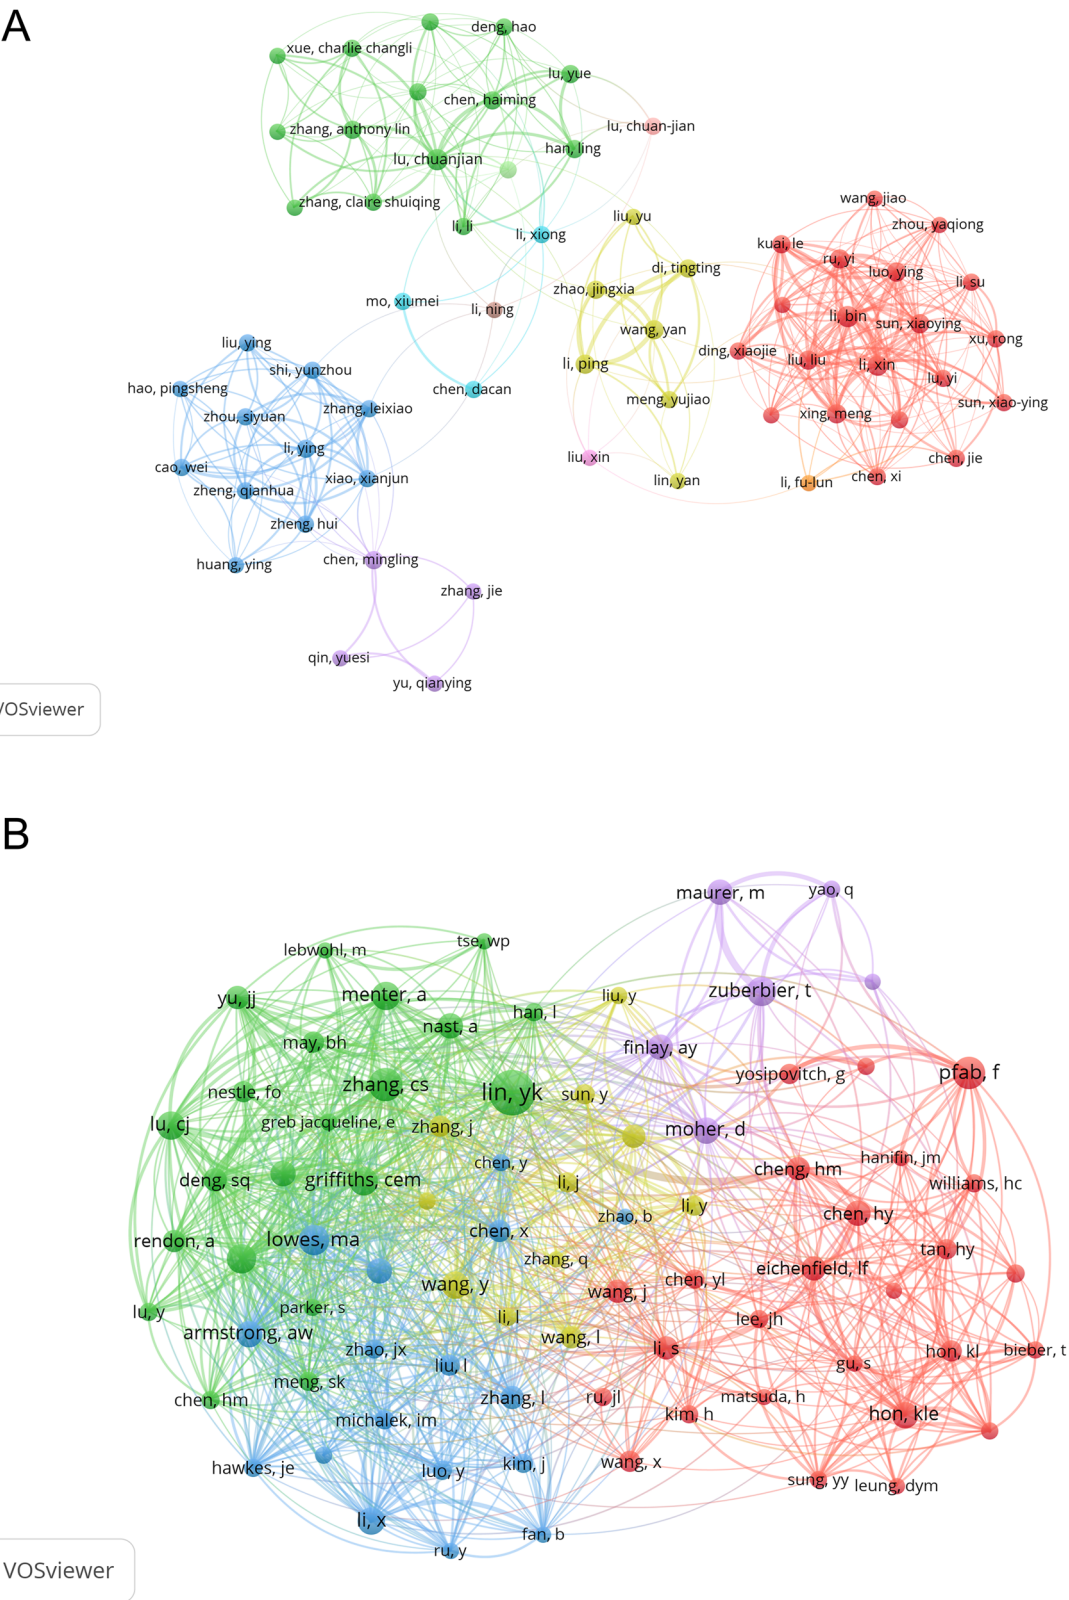 A
deng, hao
xue, charlie changli
lu, yue
chen, haiming
lu, chuan-jian
zhang, anthony lin
han, ling
lu, chuanjian
zhang, claire shuiqing
li, li
li, xiong
liu, yu
wang, jiao
zhou, yaqiong
kuai, le
ru, yi
luo, ying
di, tingting
li, su
zhao, jingxia
mo, xiumei
li, ning
li, bin
sun, xiaoying
wang, yan
xu, rong
liu, ying
ding, xiaojie
liu, liu
li, xin
li, ping
shi, yunzhou
lu, yi
hao, pingsheng
chen, dacan
zhang, leixiao
meng, yujiao
sun, xiao-ying
zhou, siyuan
xing, meng
li, ying
liu, xin
chen, jie
cao, wei
xiao, xianjun
lin, yan
li, fu-lun
chen, xi
zheng, qianhua
zheng, hui
huang, ying
chen, mingling
zhang, jie
qin, yuesi
yu, qianying
VOSviewer
B
maurer, m
yao, q
tse, wp
lebwohl, m
zuberbier, t
yu, jj
menter, a
liu, y
han, l
nast, a
may, bh
finlay, ay
yosipovitch, g
pfab, f
zhang, cs
nestle, fo
lin, yk
sun, y
lu, cj
greb jacqueline, e
zhang, j
moher, d
chen, y
cheng, hm
hanifin, jm
deng, sq
griffiths, cem
li, j
williams, hc
li, y
zhao, b
chen, hy
rendon, a
lowes, ma
chen, x
tan, hy
zhang, q
eichenfield, lf
wang, y
chen, yl
wang, j
lu, y
parker, s
li, l
lee, jh
armstrong, aw
wang, l
zhao, jx
li, s
hon, kl
bieber, t
liu, l
gu, s
meng, sk
chen, hm
zhang, l
ru, jl
matsuda, h
kim, h
hon, kle
michalek, im
hawkes, je
luo, y
kim, j
wang, x
sung, yy
leung, dym
li, x
fan, b
ru, y
VOSviewer